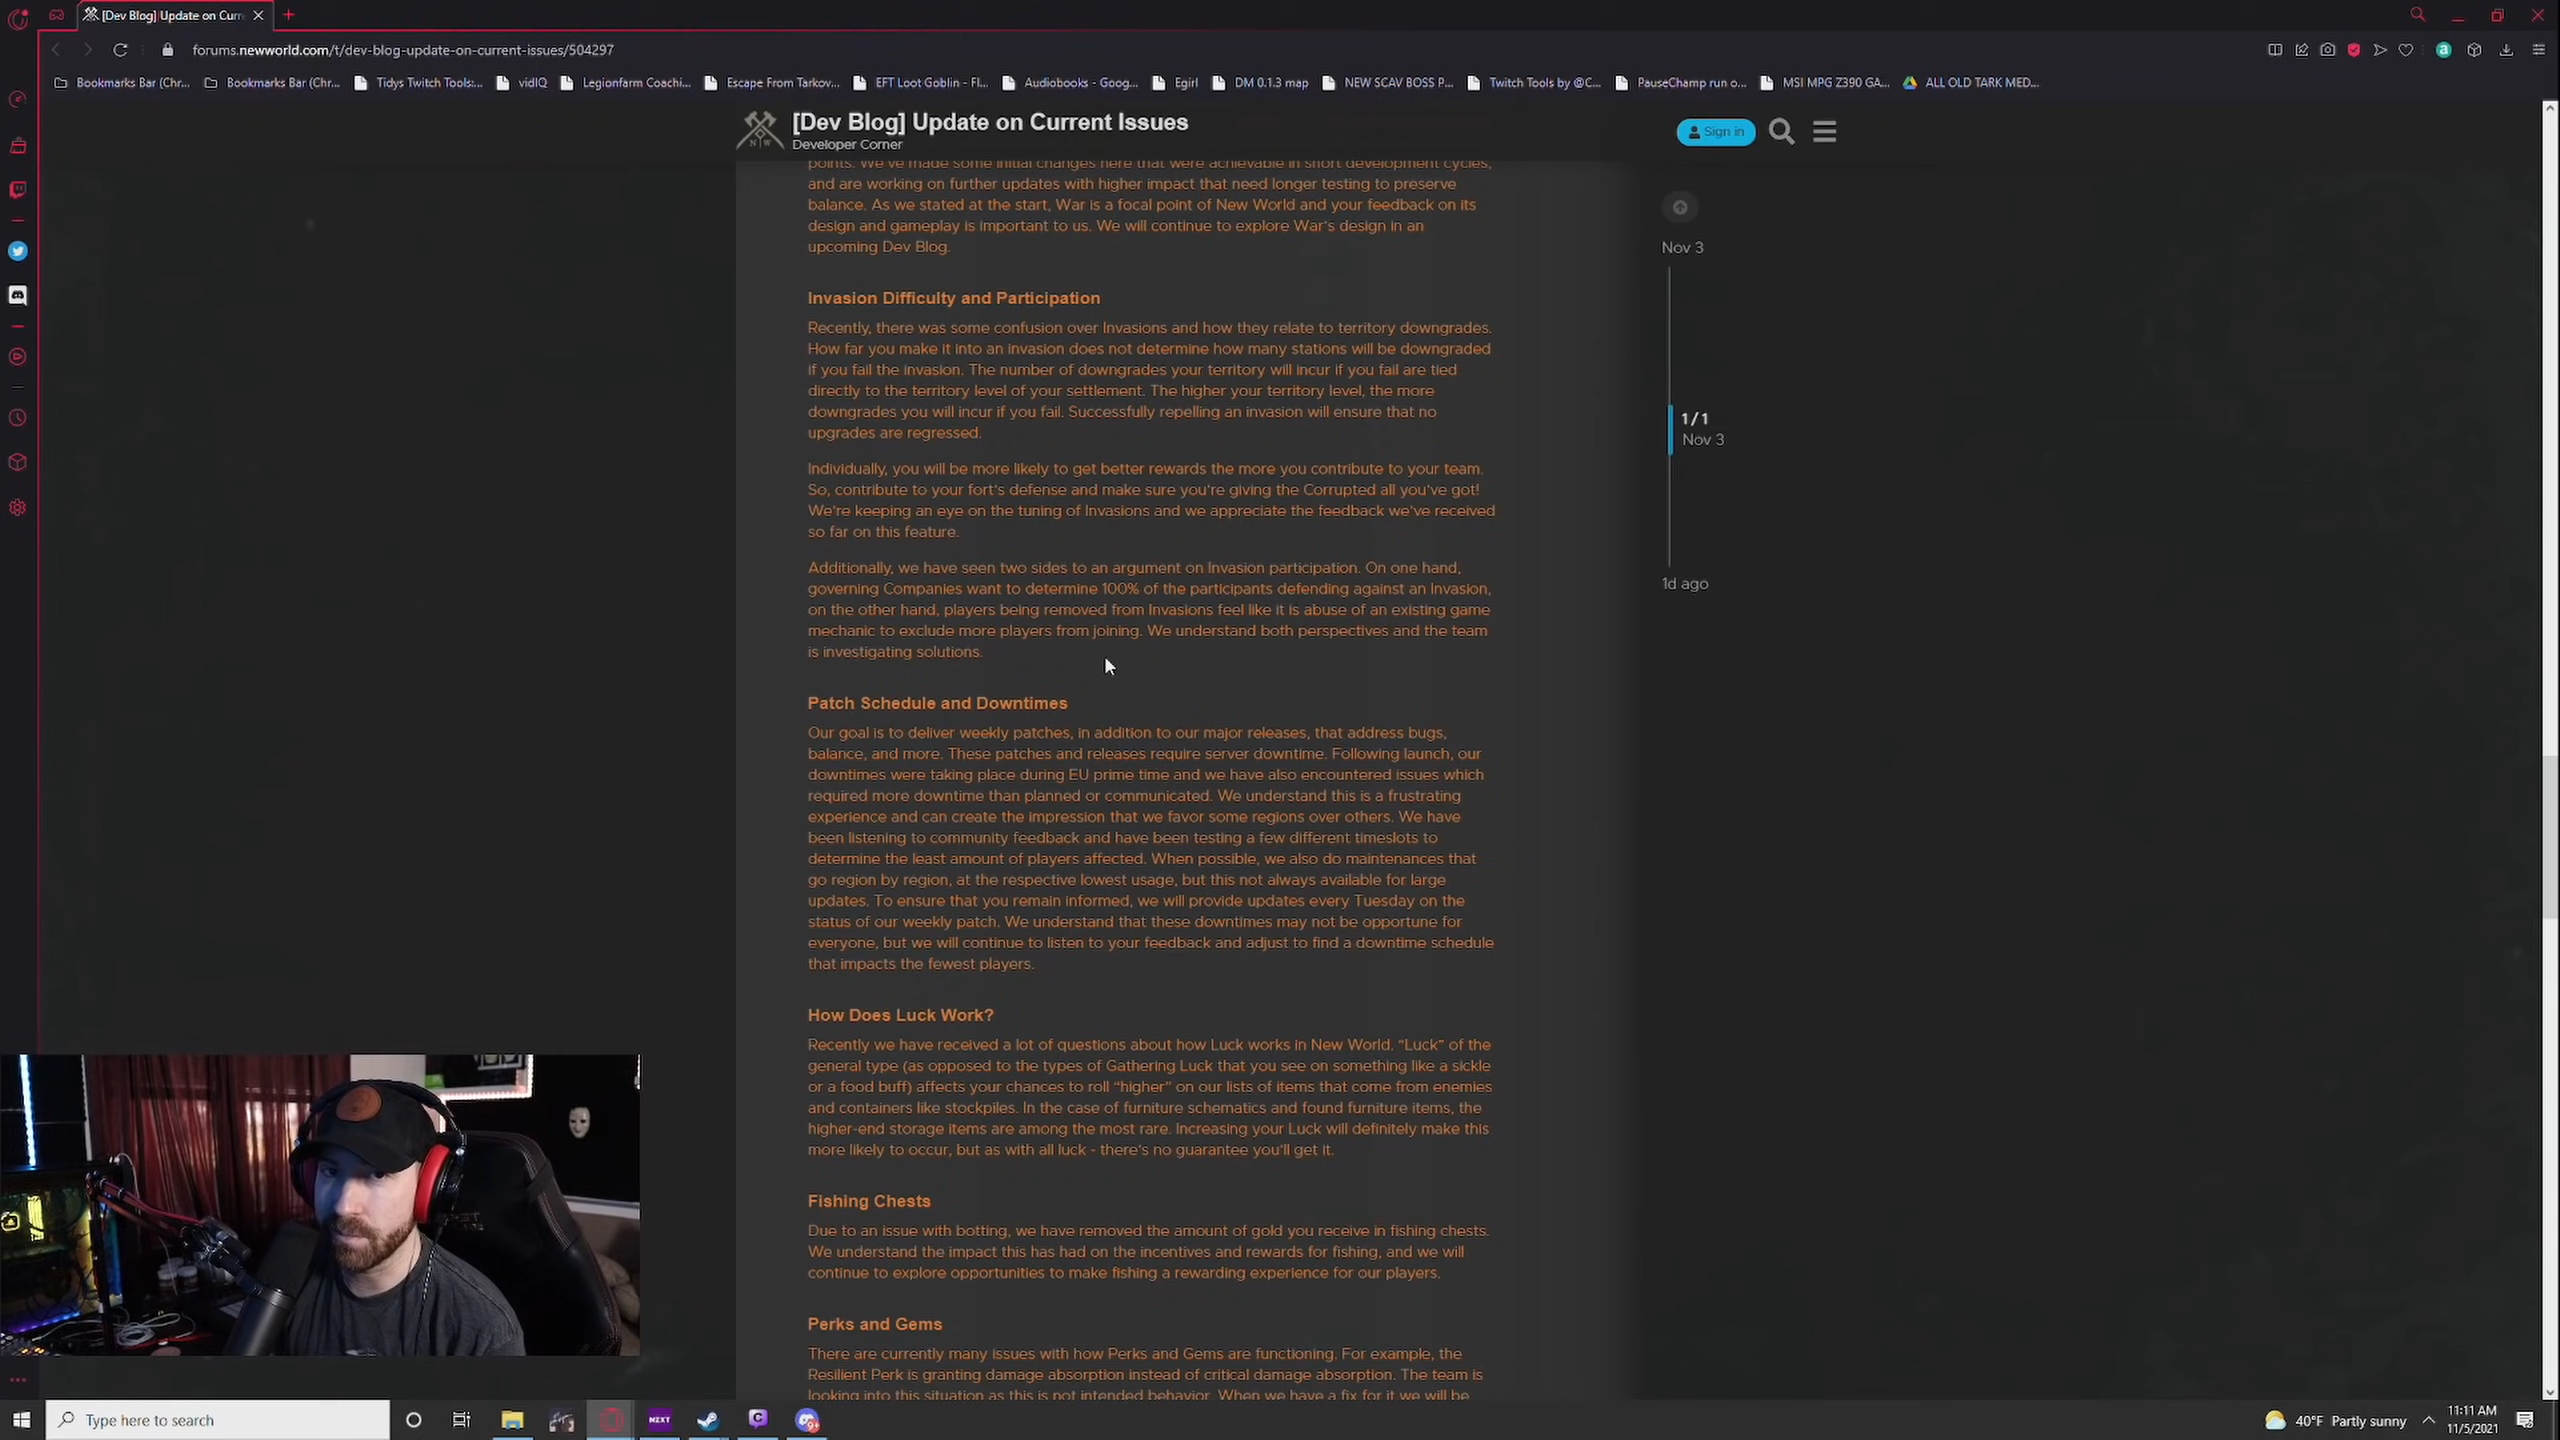 [Dev Blog] Update on Curr
forums.newworld.com/t/dev-blog-update-on-current-issues/504297
Bookmarks Bar (Chr...
Bookmarks Bar (Chr...
Tidys Twitch Tools:...
vidIQ
Legionfarm Coachi...
Escape From Tarkov...
EFT Loot Goblin - Fl...
Audiobooks - Goog...
Egirl
DM 0.1.3 map
NEW SCAV BOSS P...
Twitch Tools by @C...
PauseChamp run o...
MSI MPG Z390 GA...
ALL OLD TARK MED...
[Dev Blog] Update on Current Issues
Developer Corner
Sign in
points. We've made some initial changes here that were achievable in short development cycles,
and are working on further updates with higher impact that need longer testing to preserve
balance. As we stated at the start, War is a focal point of New World and your feedback on its
design and gameplay is important to us. We will continue to explore War's design in an
upcoming Dev Blog.
Invasion Difficulty and Participation
Recently, there was some confusion over Invasions and how they relate to territory downgrades.
How far you make it into an invasion does not determine how many stations will be downgraded
if you fail the invasion. The number of downgrades your territory will incur if you fail are tied
directly to the territory level of your settlement. The higher your territory level, the more
downgrades you will incur if you fail. Successfully repelling an invasion will ensure that no
upgrades are regressed.
Individually, you will be more likely to get better rewards the more you contribute to your team.
So, contribute to your fort's defense and make sure you're giving the Corrupted all you've got!
We're keeping an eye on the tuning of Invasions and we appreciate the feedback we've received
so far on this feature.
Additionally, we have seen two sides to an argument on Invasion participation. On one hand,
governing Companies want to determine 100% of the participants defending against an Invasion,
on the other hand, players being removed from Invasions feel like it is abuse of an existing game
mechanic to exclude more players from joining. We understand both perspectives and the team
is investigating solutions.
Patch Schedule and Downtimes
Our goal is to deliver weekly patches, in addition to our major releases, that address bugs,
balance, and more. These patches and releases require server downtime. Following launch, our
downtimes were taking place during EU prime time and we have also encountered issues which
required more downtime than planned or communicated. We understand this is a frustrating
experience and can create the impression that we favor some regions over others. We have
been listening to community feedback and have been testing a few different timeslots to
determine the least amount of players affected. When possible, we also do maintenances that
go region by region, at the respective lowest usage, but this not always available for large
updates. To ensure that you remain informed, we will provide updates every Tuesday on the
status of our weekly patch. We understand that these downtimes may not be opportune for
everyone, but we will continue to listen to your feedback and adjust to find a downtime schedule
that impacts the fewest players.
How Does Luck Work?
Recently we have received a lot of questions about how Luck works in New World. "Luck" of the
general type (as opposed to the types of Gathering Luck that you see on something like a sickle
or a food buff) affects your chances to roll "higher" on our lists of items that come from enemies
and containers like stockpiles. In the case of furniture schematics and found furniture items, the
higher-end storage items are among the most rare. Increasing your Luck will definitely make this
more likely to occur, but as with all luck - there's no guarantee you'll get it.
Fishing Chests
Due to an issue with botting, we have removed the amount of gold you receive in fishing chests.
We understand the impact this has had on the incentives and rewards for fishing, and we will
continue to explore opportunities to make fishing a rewarding experience for our players.
Perks and Gems
There are currently many issues with how Perks and Gems are functioning. For example, the
Resilient Perk is granting damage absorption instead of critical damage absorption. The team is
looking into this situation as this is not intended behavior. When we have a fix for it we will be
Nov 3
1/1
Nov 3
1d ago
Type here to search
NZXT
9+
40°F Partly sunny
11:11 AM
11/5/2021